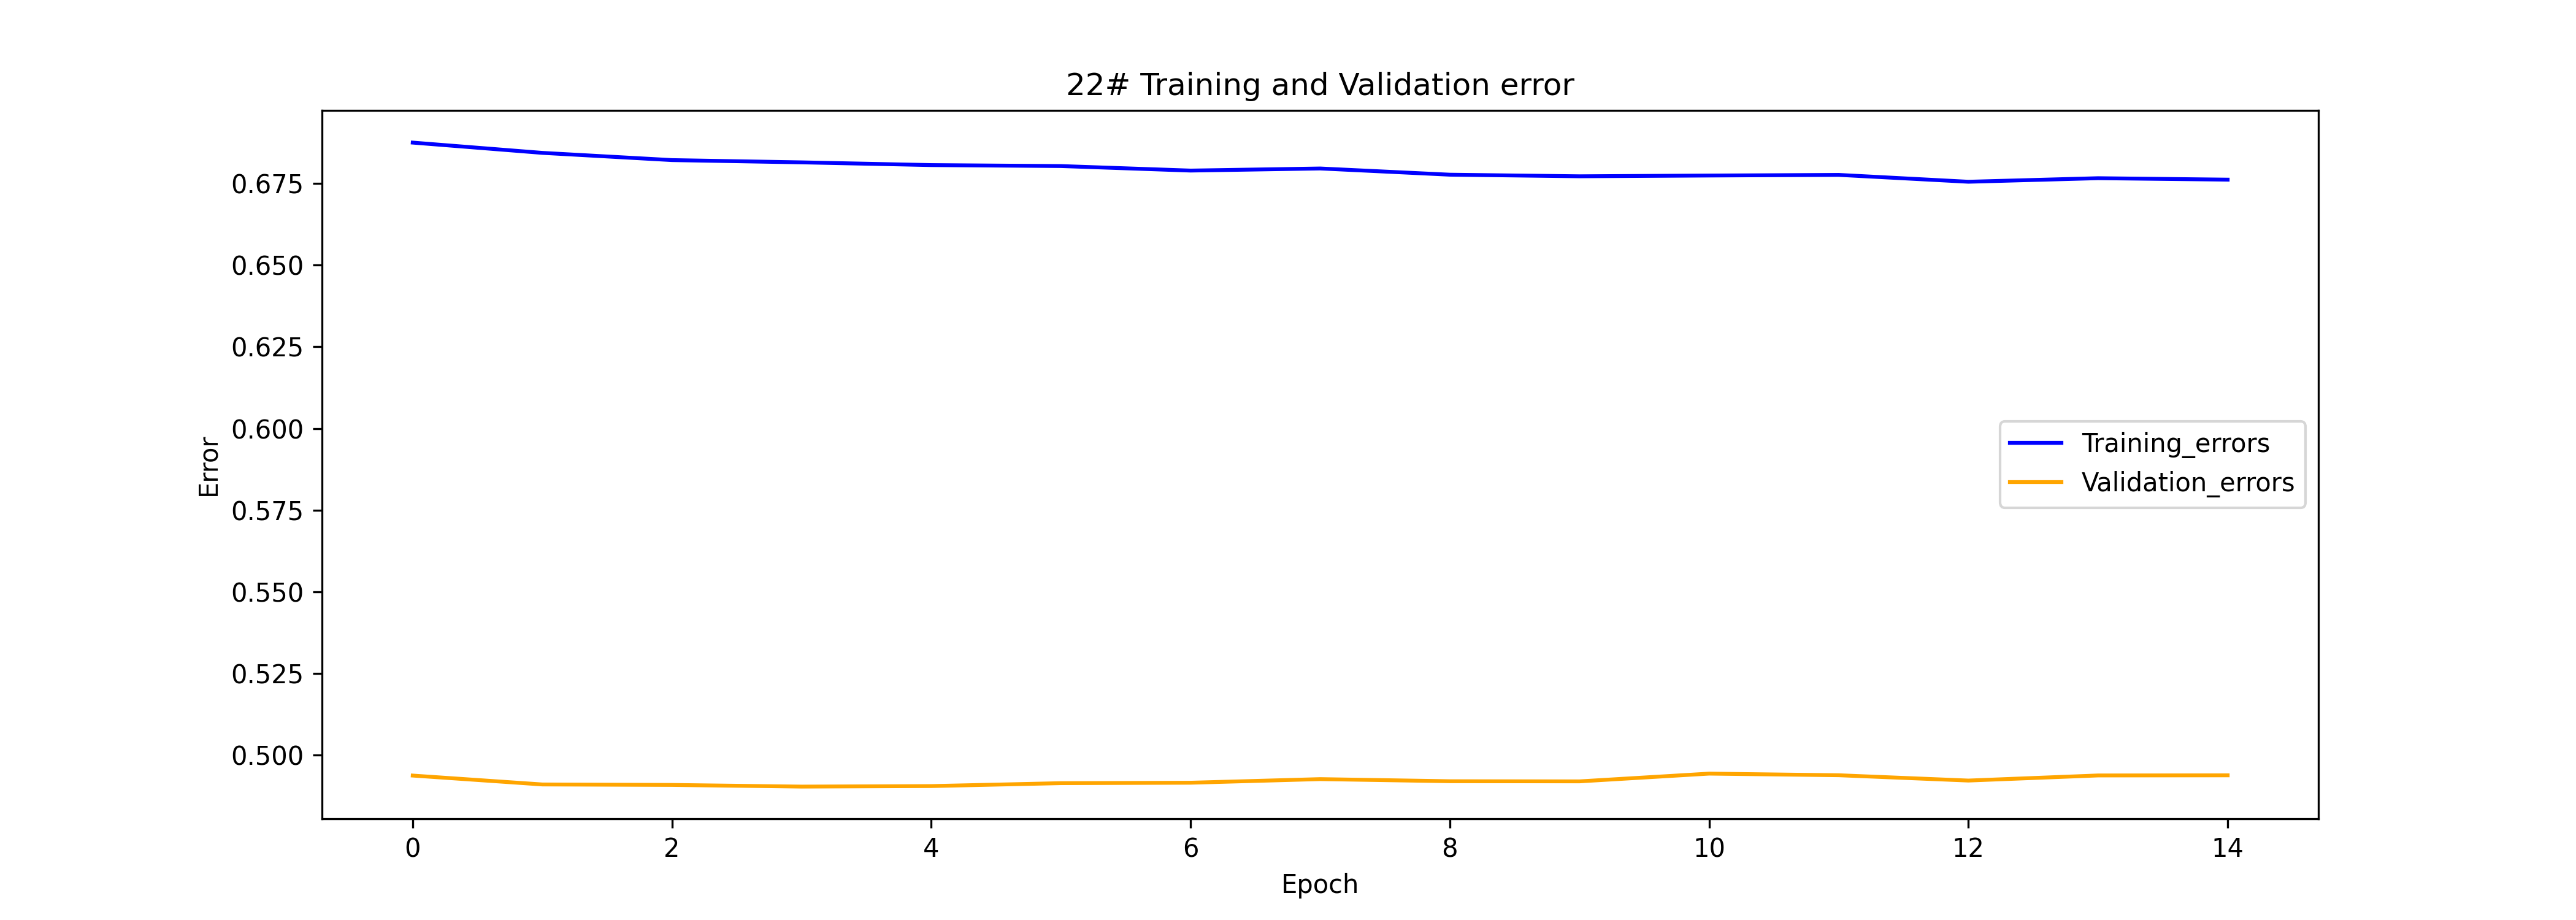 22# Training and Validation error
0.675
0.650
0.625
0.600
0.575
0.550
0.525
0.500
Error
Training_errors
Validation_errors
0 2 4 6 8 10 12 14
Epoch